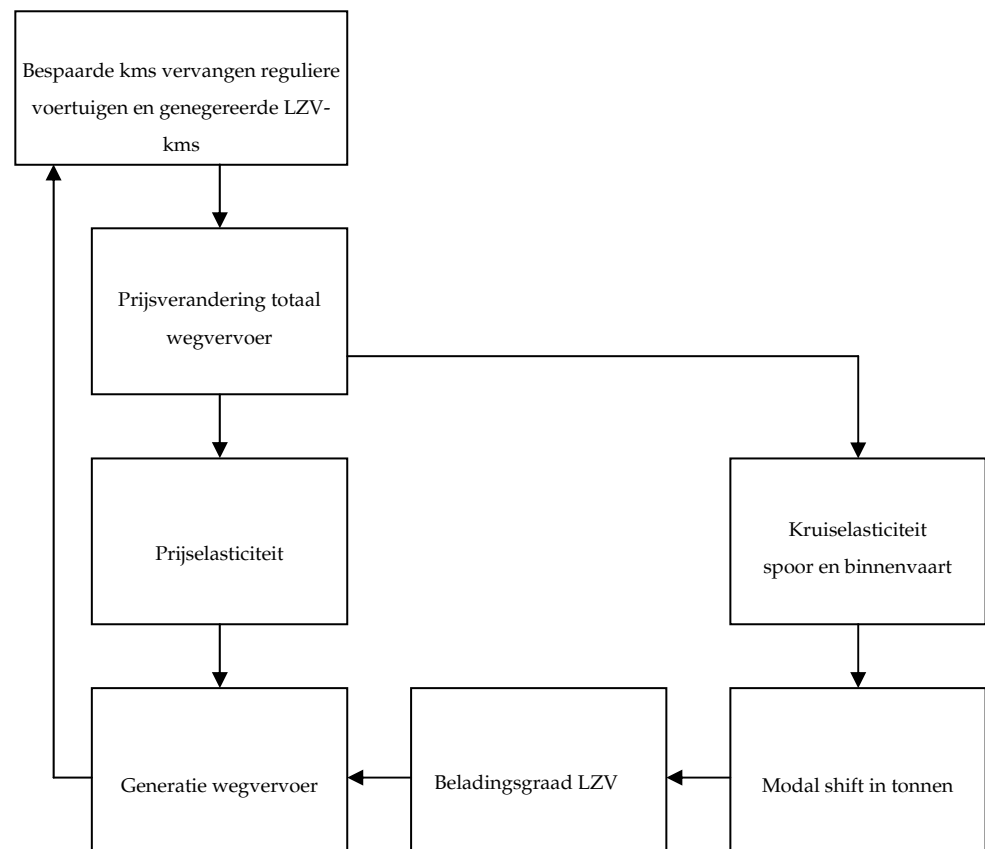 Bespaarde kms vervangen reguliere
voertuigen en genegereerde LZV-
kms
Prijsverandering totaal
wegvervoer
Prijselasticiteit
Kruiselasticiteit
spoor en binnenvaart
Generatie wegvervoer
Beladingsgraad LZV
Modal shift in tonnen